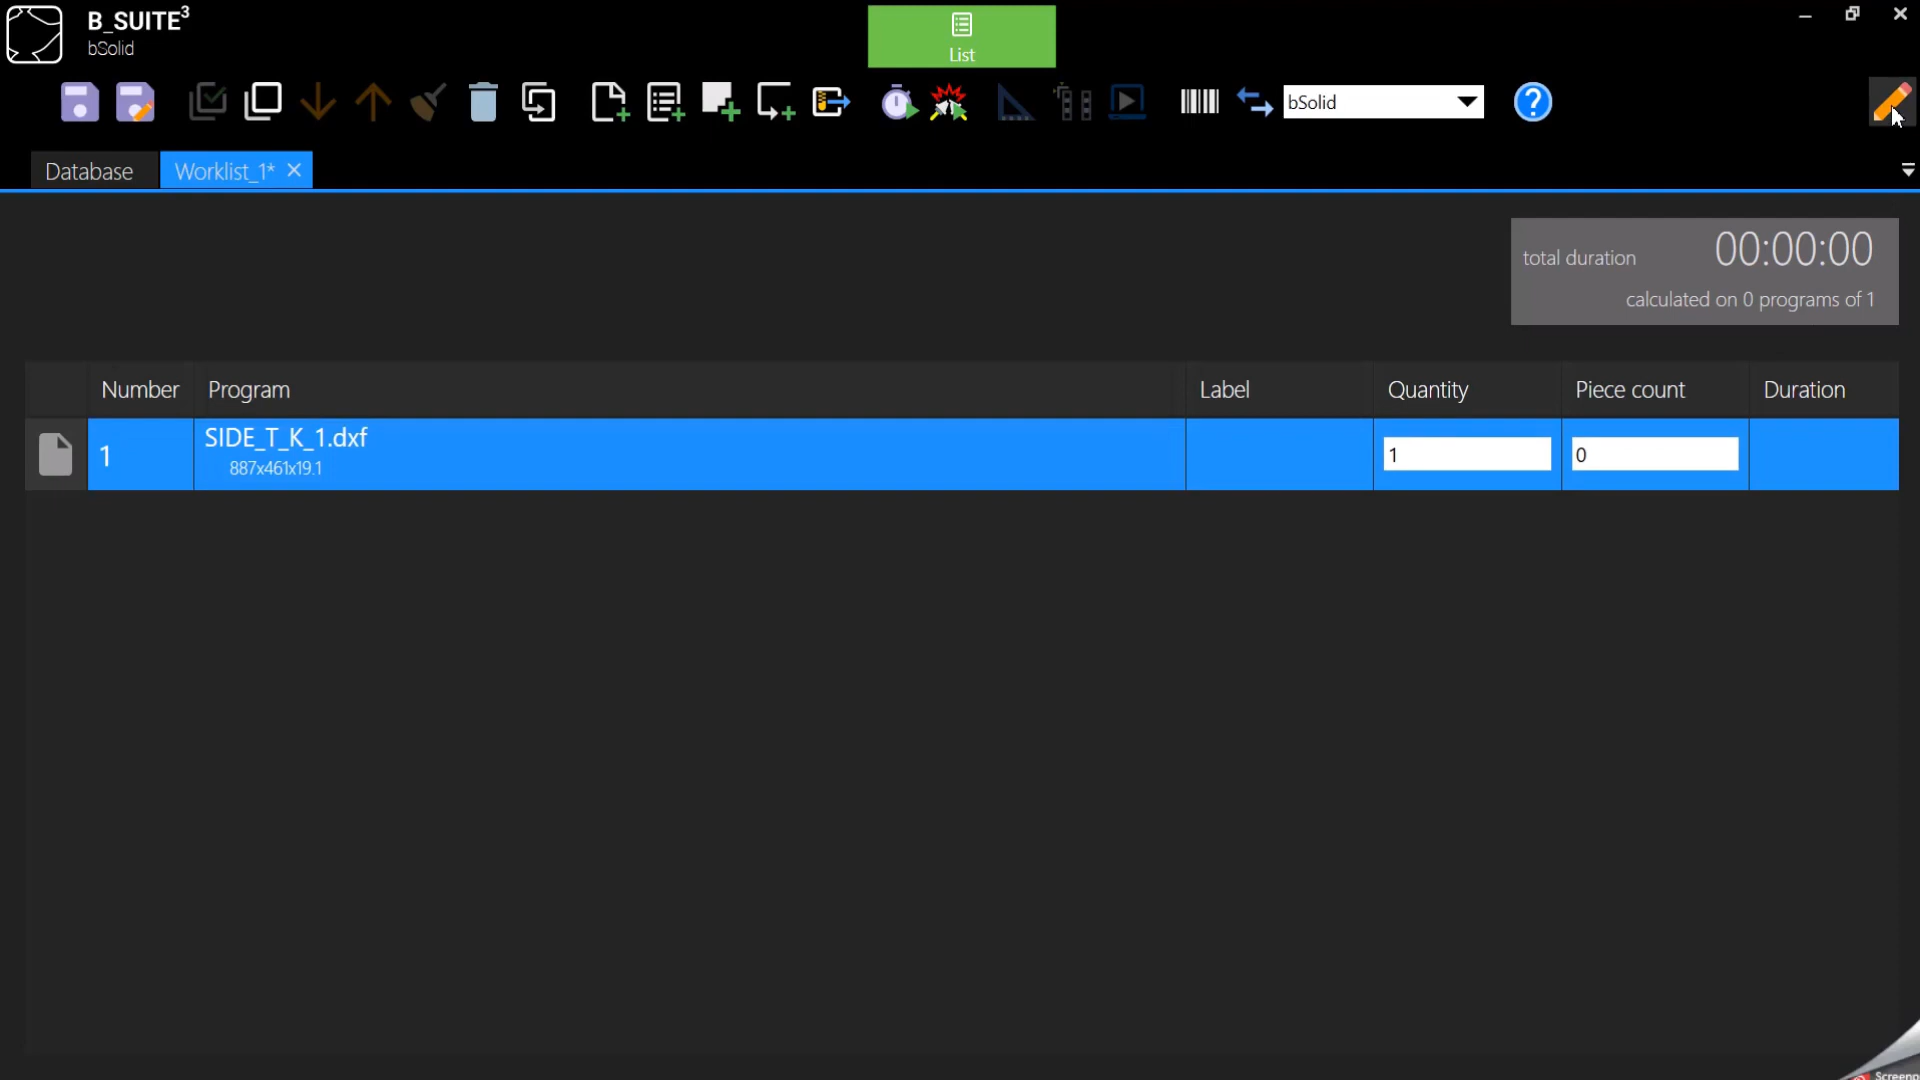 B_SUITE³
bSolid
List
bSolid
?
Database
Worklist_1*
total duration 00:00:00
calculated on 0 programs of 1
Number Program Label Quantity Piece count Duration
1 SIDE_T_K_1.dxf 1 0
887x461x19.1